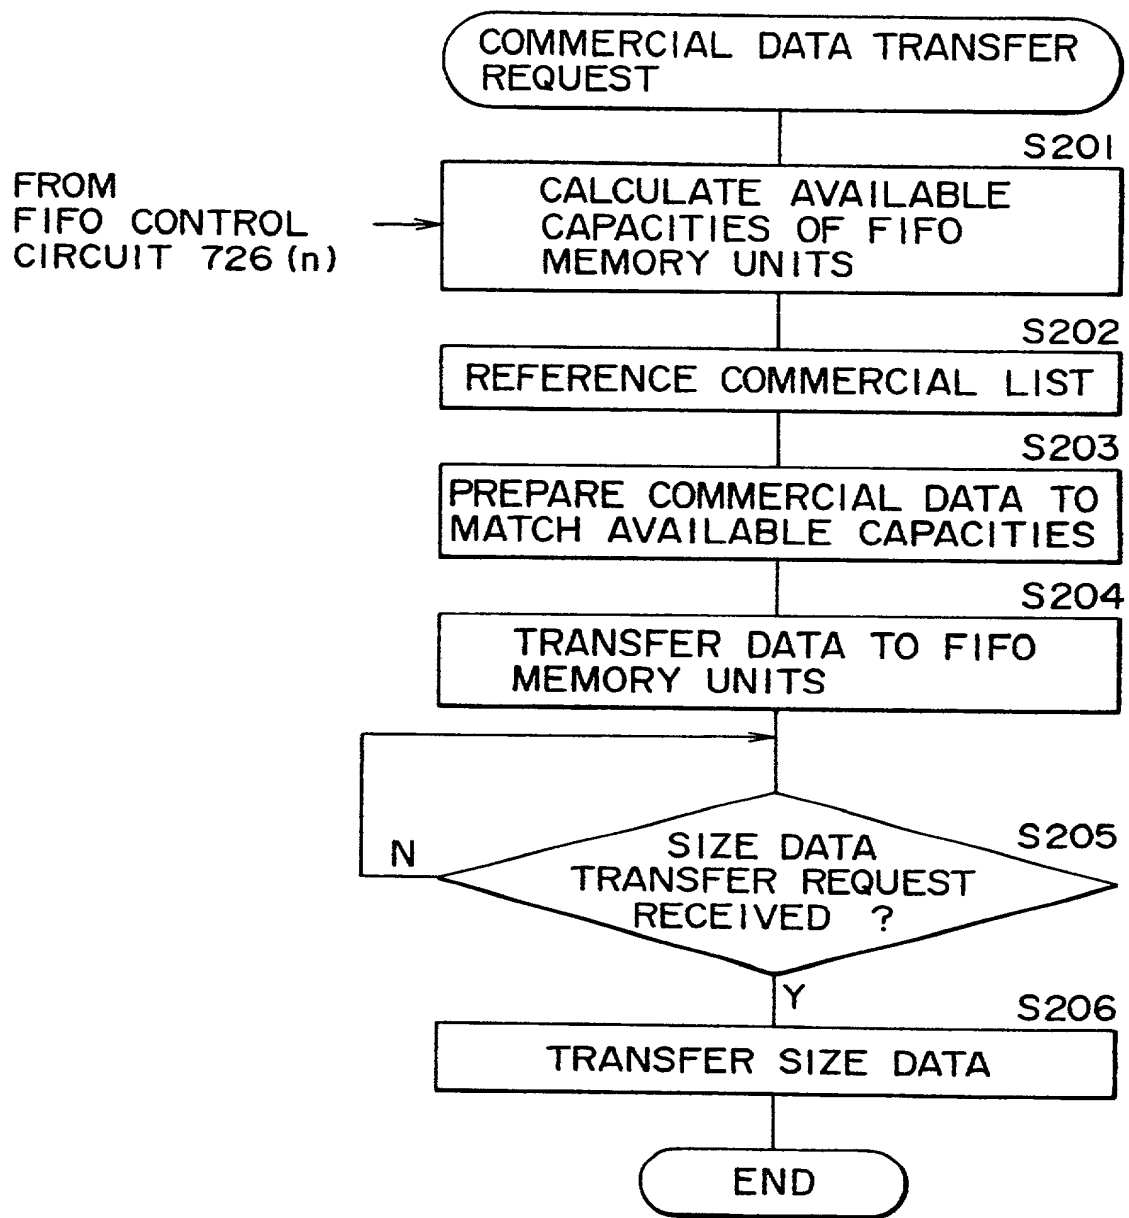 COMMERCIAL DATA TRANSFER
REQUEST
S201
FROM
FIFO CONTROL
CIRCUIT 726 (n)
CALCULATE AVAILABLE
CAPACITIES OF FIFO
MEMORY UNITS
S202
REFERENCE COMMERCIAL LIST
S203
PREPARE COMMERCIAL DATA TO
MATCH AVAILABLE CAPACITIES
S204
TRANSFER DATA TO FIFO
MEMORY UNITS
S205
N
SIZE DATA
TRANSFER REQUEST
RECEIVED ?
Y
S206
TRANSFER SIZE DATA
END